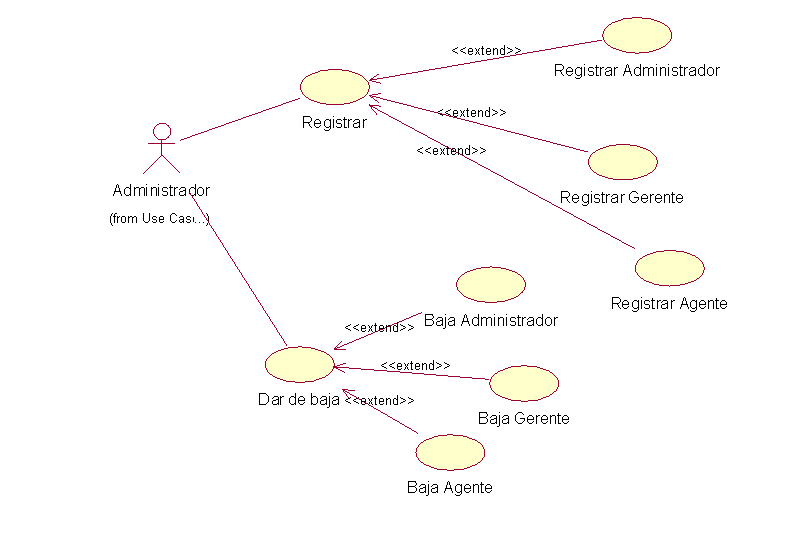 <<extend>>
Registrar Administrador
Registrar
<<extend>>
<<extend>>
Administrador
Registrar Gerente
(from Use Cas...)
Registrar Agente
Baja Administrador
<<extend>>
<<extend>>
Dar de baja
<<extend>>
Baja Gerente
Baja Agente